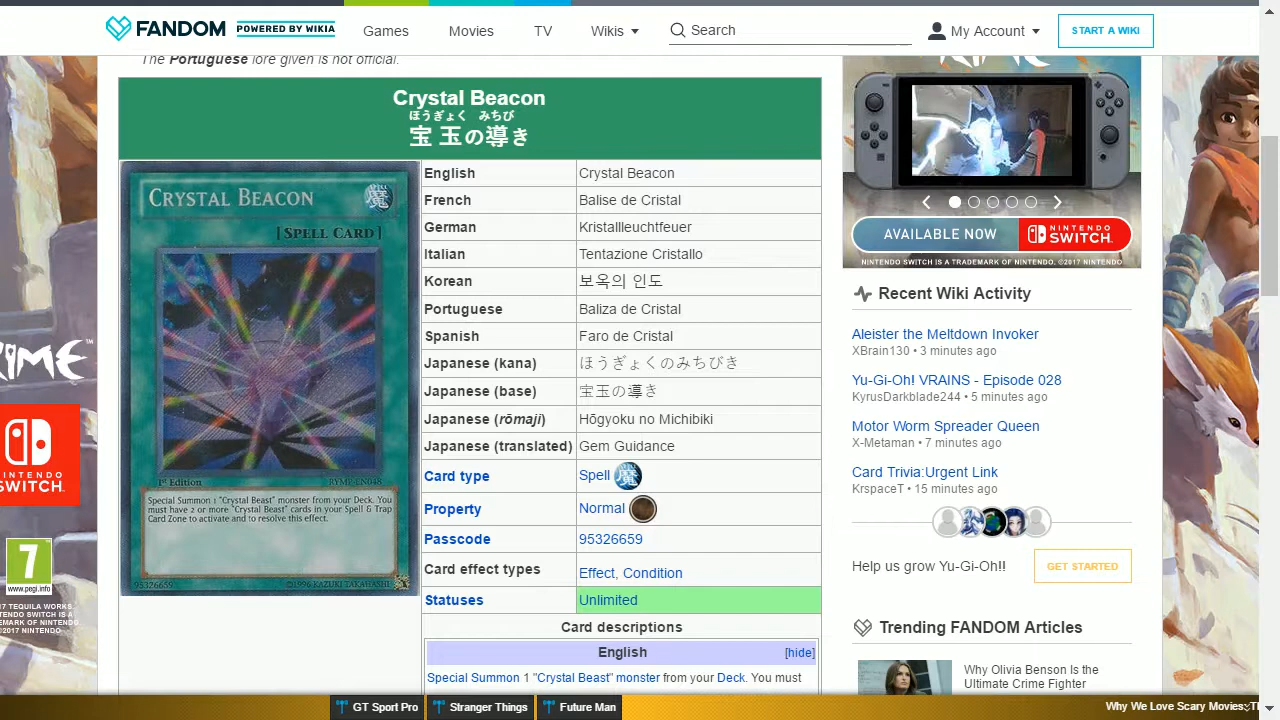 FANDOM POWERED BY WIKIA Games Movies TV Wikis Search My Account START A WIKI
The Portuguese lore given is not official.
Crystal Beacon
ほうぎょく みちび
宝玉の導き
CRYSTAL BEACON 魔
[SPELL CARD]
1st Edition RYMP-EN048
Special Summon 1 "Crystal Beast" monster from your Deck. You
must have 2 or more "Crystal Beast" cards in your Spell & Trap
Card Zone to activate and to resolve this effect.
95326659 ©1996 KAZUKI TAKAHASHI
English Crystal Beacon
French Balise de Cristal
German Kristallleuchtfeuer
Italian Tentazione Cristallo
Korean 보옥의 인도
Portuguese Baliza de Cristal
Spanish Faro de Cristal
Japanese (kana) ほうぎょくのみちびき
Japanese (base) 宝玉の導き
Japanese (rōmaji) Hōgyoku no Michibiki
Japanese (translated) Gem Guidance
Card type Spell 魔
Property Normal
Passcode 95326659
Card effect types Effect, Condition
Statuses Unlimited
Card descriptions
English [hide]
Special Summon 1 "Crystal Beast" monster from your Deck. You must
AVAILABLE NOW NINTENDO SWITCH
NINTENDO SWITCH IS A TRADEMARK OF NINTENDO. ©2017 NINTENDO
Recent Wiki Activity
Aleister the Meltdown Invoker
XBrain130 • 3 minutes ago
Yu-Gi-Oh! VRAINS - Episode 028
KyrusDarkblade244 • 5 minutes ago
Motor Worm Spreader Queen
X-Metaman • 7 minutes ago
Card Trivia:Urgent Link
KrspaceT • 15 minutes ago
Help us grow Yu-Gi-Oh!! GET STARTED
Trending FANDOM Articles
Why Olivia Benson Is the
Ultimate Crime Fighter
RiME™
NINTENDO
SWITCH
7
www.pegi.info
GT Sport Pro Stranger Things Future Man Why We Love Scary Movies: